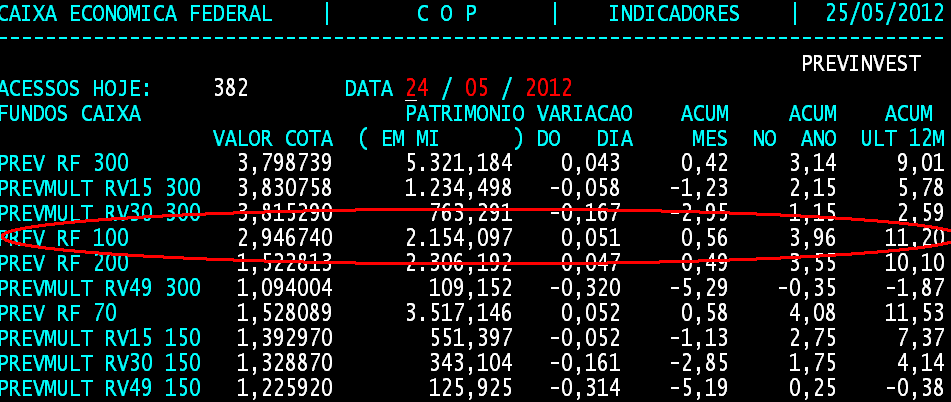 CAIXA ECONOMICA FEDERAL | C O P | INDICADORES | 25/05/2012
--------------------------------------------------------------------------------
PREVINVEST
ACESSOS HOJE: 382 DATA 24 / 05 / 2012
FUNDOS CAIXA PATRIMONIO VARIACAO ACUM ACUM ACUM
VALOR COTA ( EM MI ) DO DIA MES NO ANO ULT 12M
PREV RF 300 3,798739 5.321,184 0,043 0,42 3,14 9,01
PREVMULT RV15 300 3,830758 1.234,498 -0,058 -1,23 2,15 5,78
PREVMULT RV30 300 3,815290 763,291 -0,167 -2,95 1,15 2,59
PREV RF 100 2,946740 2.154,097 0,051 0,56 3,96 11,20
PREV RF 200 1,522813 2.306,192 0,047 0,49 3,55 10,10
PREVMULT RV49 300 1,094004 109,152 -0,320 -5,29 -0,35 -1,87
PREV RF 70 1,528089 3.517,146 0,052 0,58 4,08 11,53
PREVMULT RV15 150 1,392970 551,397 -0,052 -1,13 2,75 7,37
PREVMULT RV30 150 1,328870 343,104 -0,161 -2,85 1,75 4,14
PREVMULT RV49 150 1,225920 125,925 -0,314 -5,19 0,25 -0,38